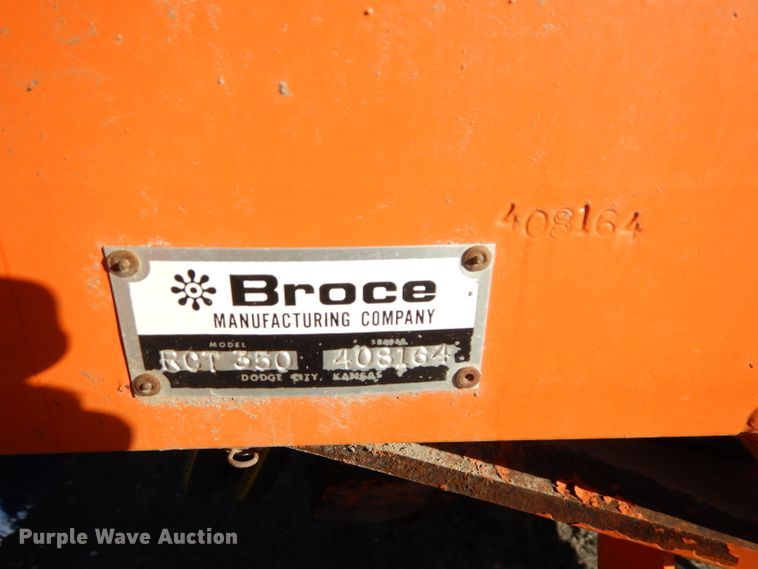 408164
Broce
MANUFACTURING COMPANY
MODEL SERIAL
RCT 350 408164
DODGE CITY, KANSAS
Purple Wave Auction